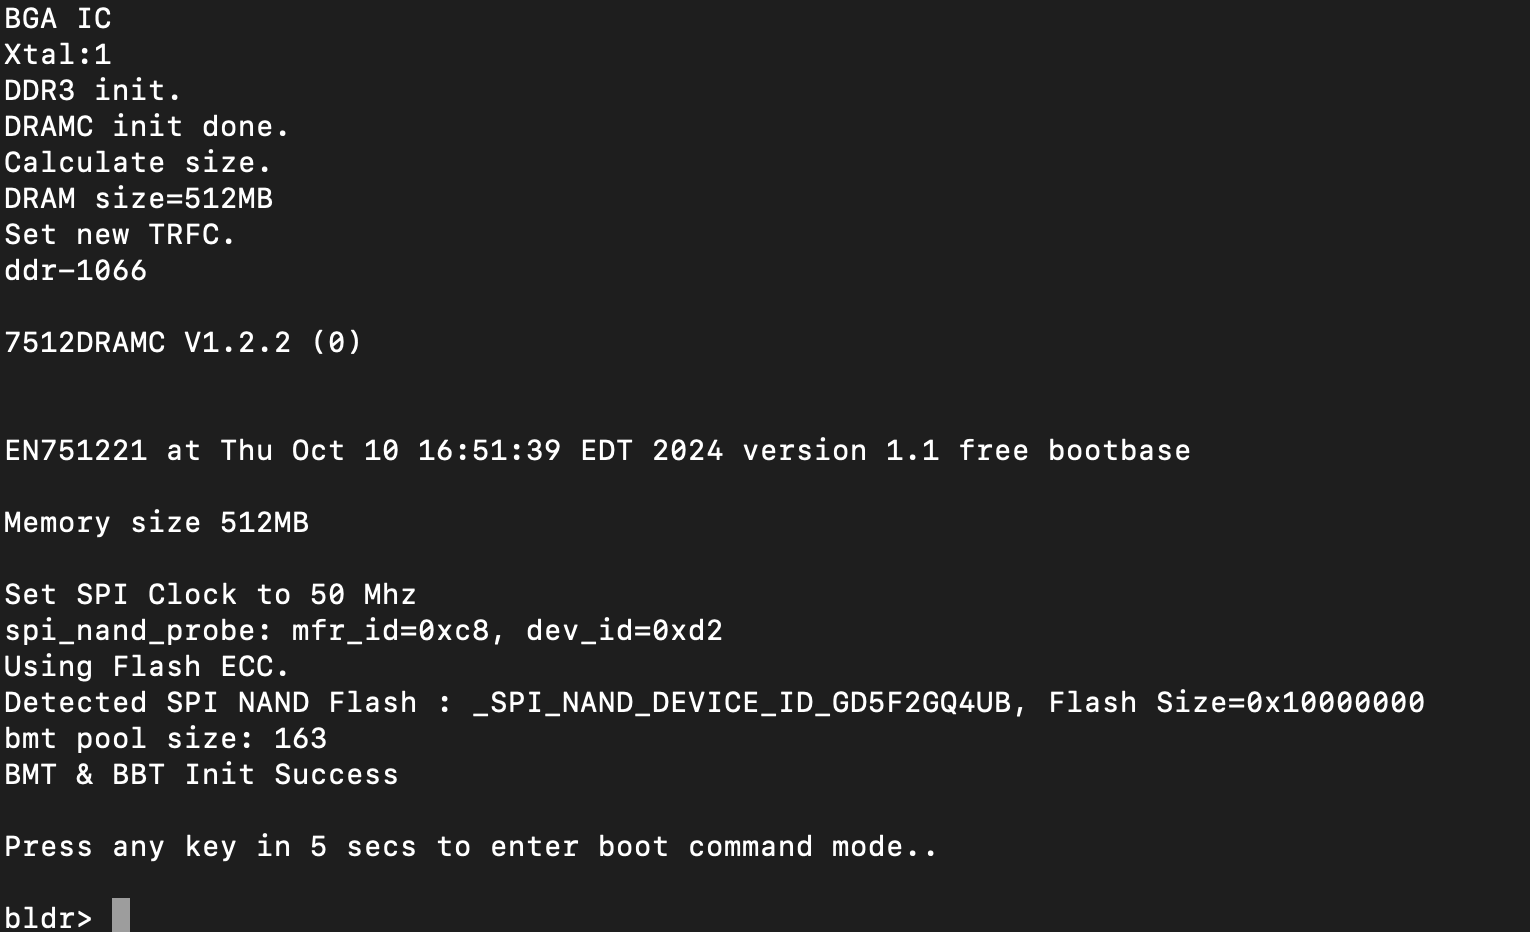 BGA IC
Xtal:1
DDR3 init.
DRAMC init done.
Calculate size.
DRAM size=512MB
Set new TRFC.
ddr-1066
7512DRAMC V1.2.2 (0)
EN751221 at Thu Oct 10 16:51:39 EDT 2024 version 1.1 free bootbase
Memory size 512MB
Set SPI Clock to 50 Mhz
spi_nand_probe: mfr_id=0xc8, dev_id=0xd2
Using Flash ECC.
Detected SPI NAND Flash : _SPI_NAND_DEVICE_ID_GD5F2GQ4UB, Flash Size=0x10000000
bmt pool size: 163
BMT & BBT Init Success
Press any key in 5 secs to enter boot command mode..
bldr>